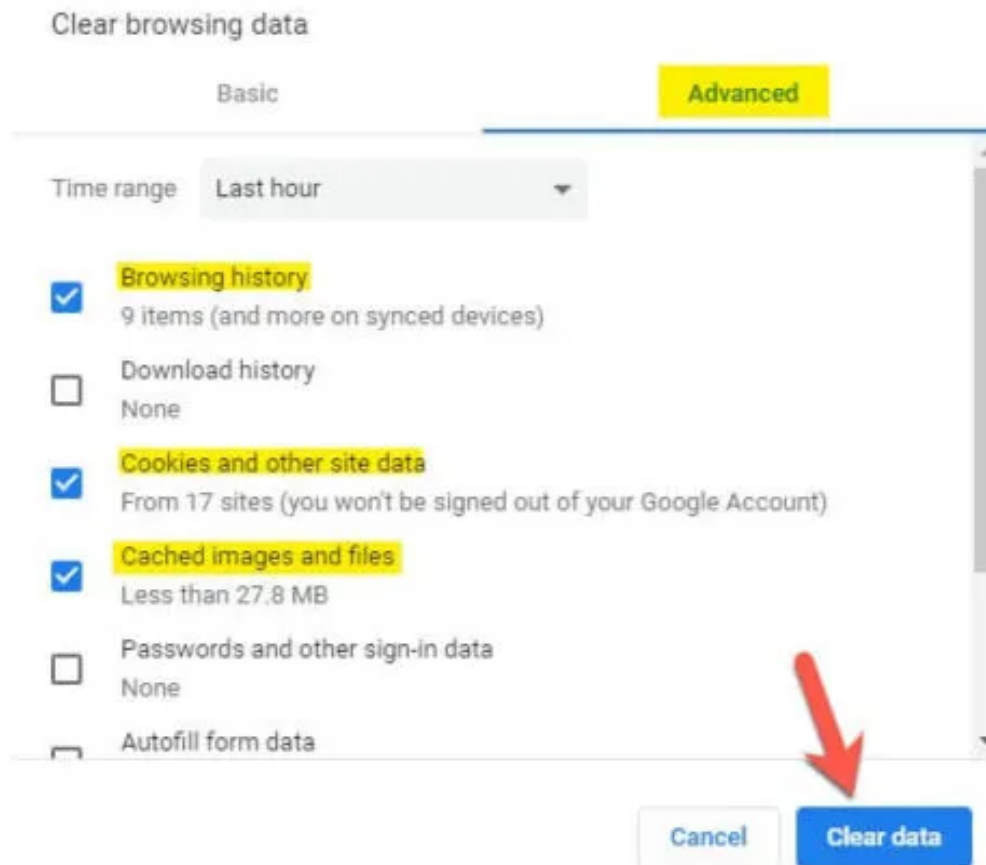 Clear browsing data
Basic
Advanced
Time range
Last hour
Browsing history
9 items (and more on synced devices)
Download history
None
Cookies and other site data
From 17 sites (you won't be signed out of your Google Account)
Cached images and files
Less than 27.8 MB
Passwords and other sign-in data
None
Autofill form data
Cancel
Clear data